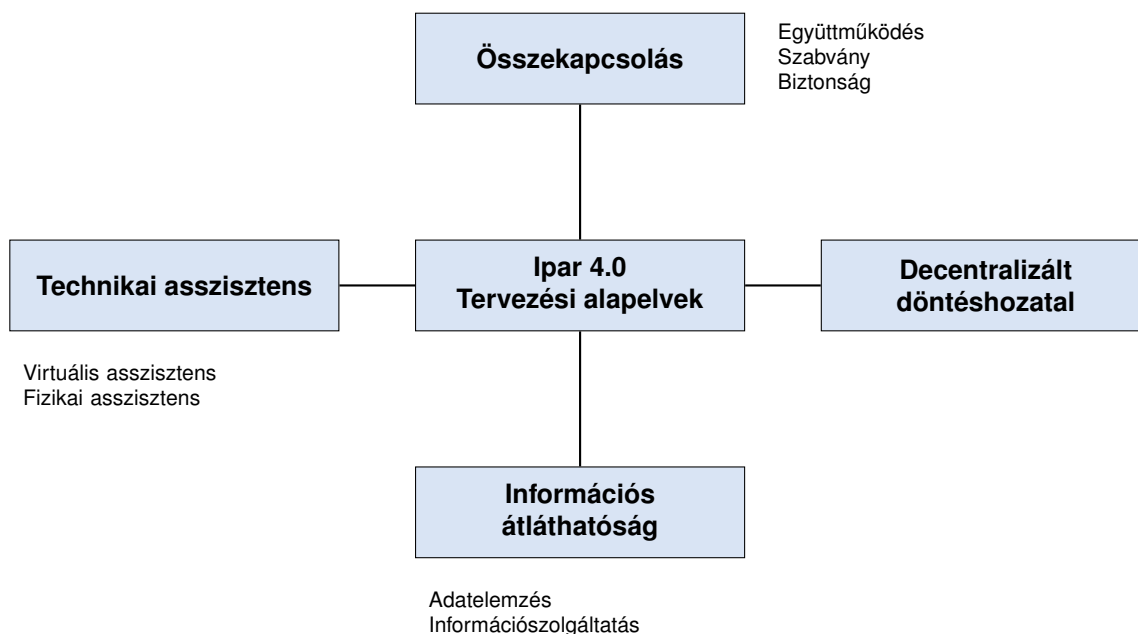 Összekapcsolás
Együttműködés
Szabvány
Biztonság
Technikai asszisztens
Ipar 4.0
Tervezési alapelvek
Decentralizált
döntéshozatal
Virtuális asszisztens
Fizikai asszisztens
Információs
átláthatóság
Adatelemzés
Információszolgáltatás